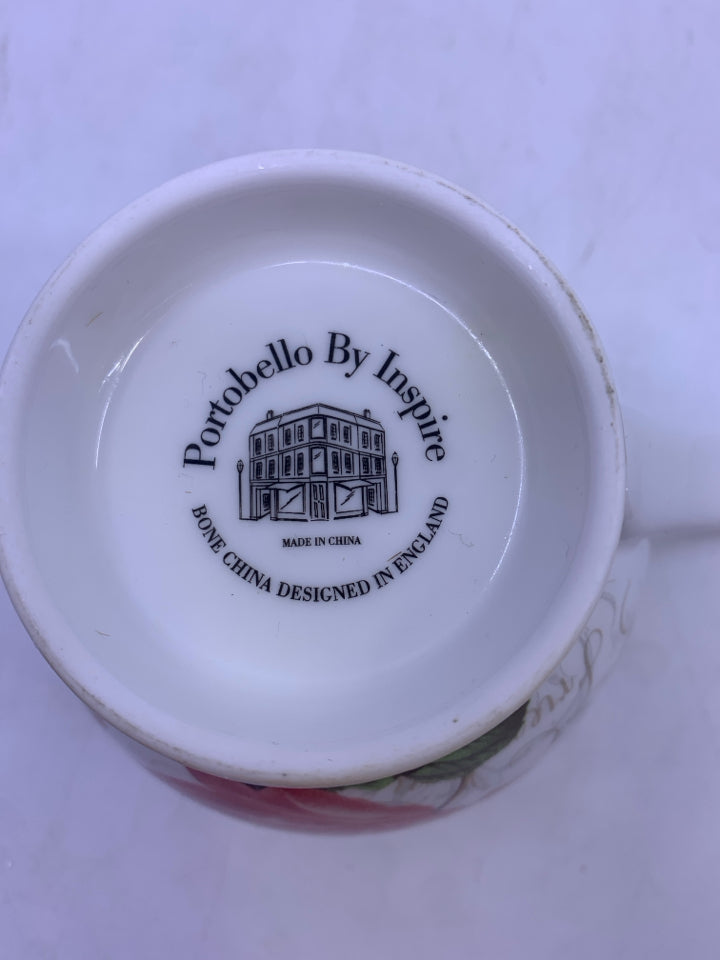 Portobello By Inspire
MADE IN CHINA
BONE CHINA DESIGNED IN ENGLAND